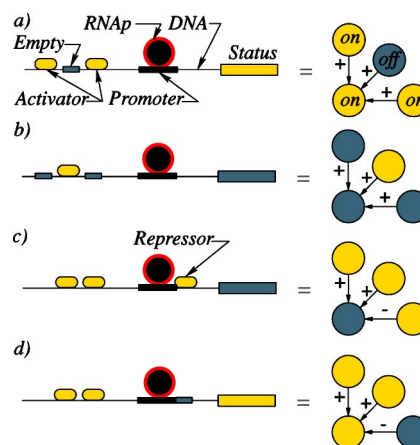 a)
RNAp
DNA
Empty
Status
Activator
Promoter
=
on
off
+
+
on
+
on
b)
=
+
+
+
c)
Repressor
=
+
+
-
d)
=
+
+
-